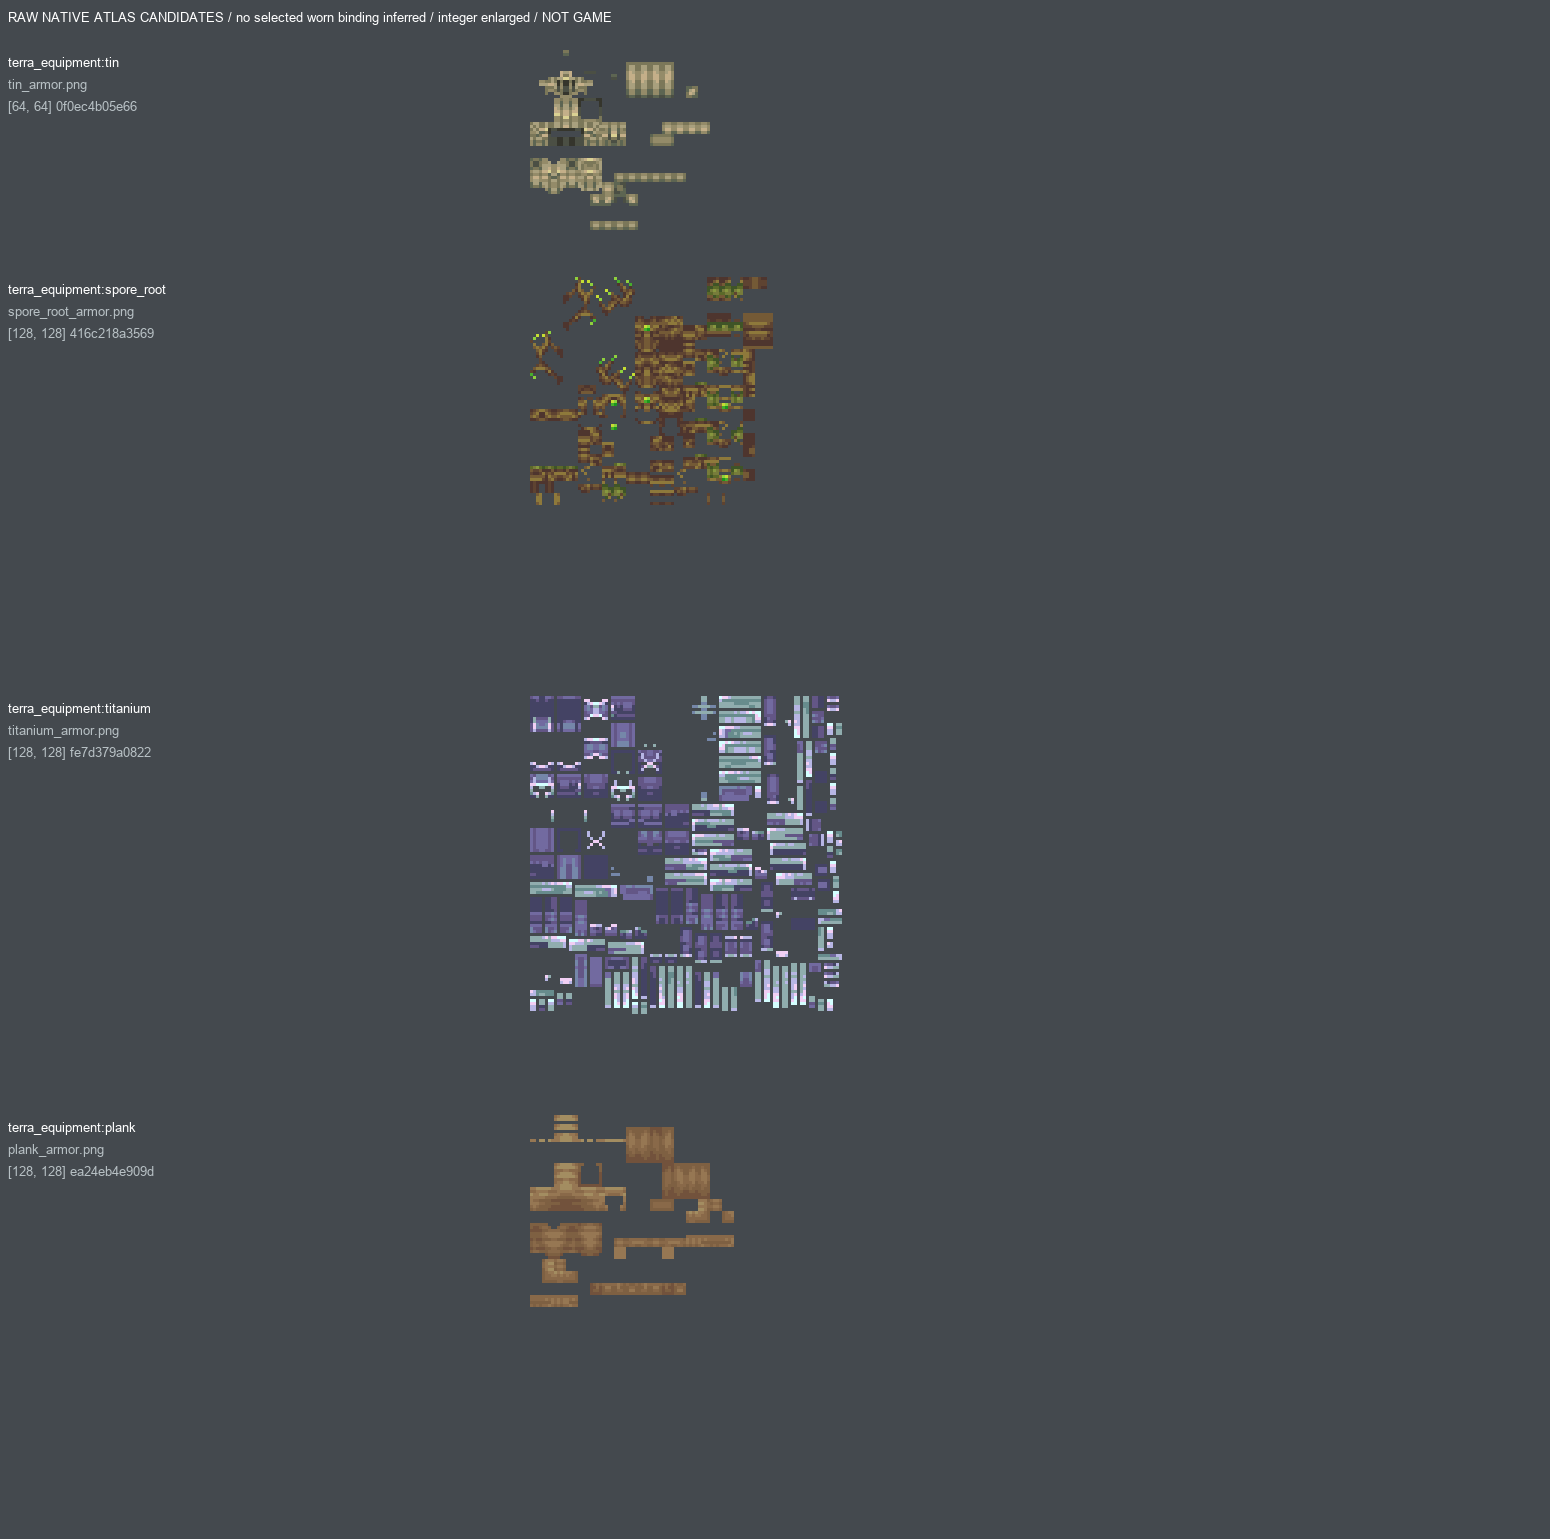 RAW NATIVE ATLAS CANDIDATES / no selected worn binding inferred / integer enlarged / NOT GAME
terra_equipment:tin
tin_armor.png
[64, 64] 0f0ec4b05e66
terra_equipment:spore_root
spore_root_armor.png
[128, 128] 416c218a3569
terra_equipment:titanium
titanium_armor.png
[128, 128] fe7d379a0822
terra_equipment:plank
plank_armor.png
[128, 128] ea24eb4e909d